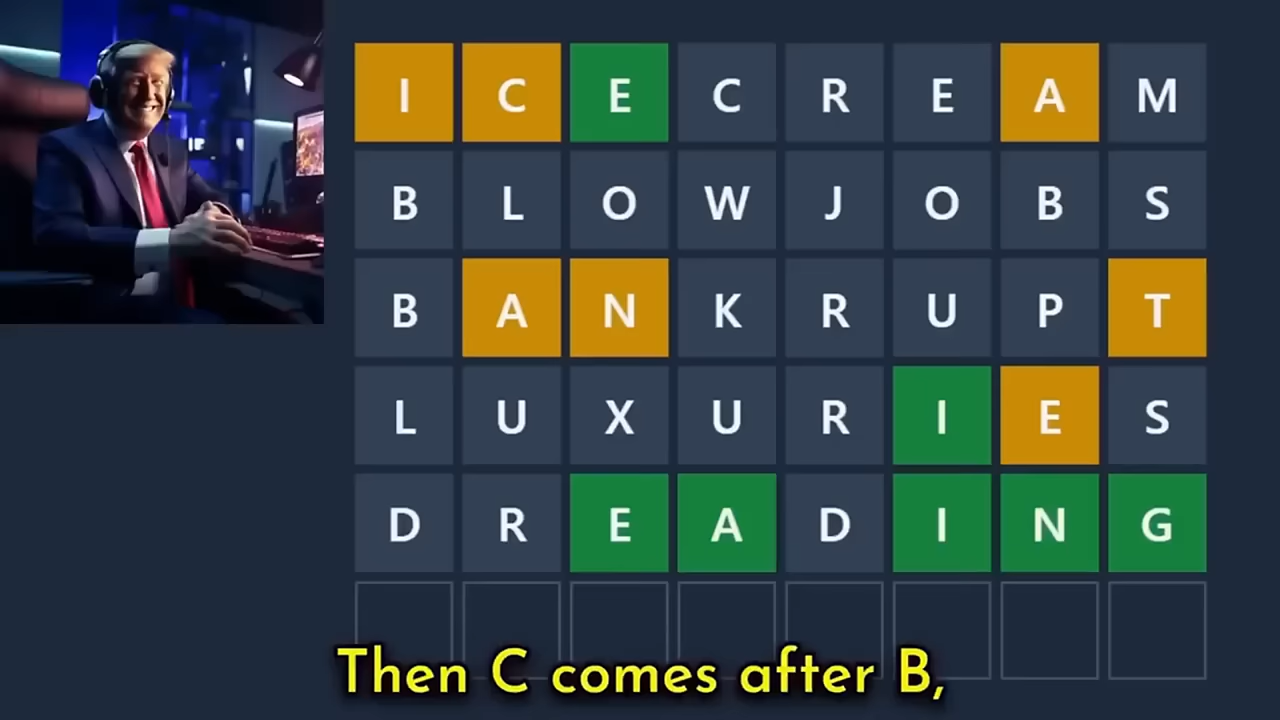 ICECREAM
BLOWJOBS
BANKRUPT
LUXURIES
DREADING
Then C comes after B,